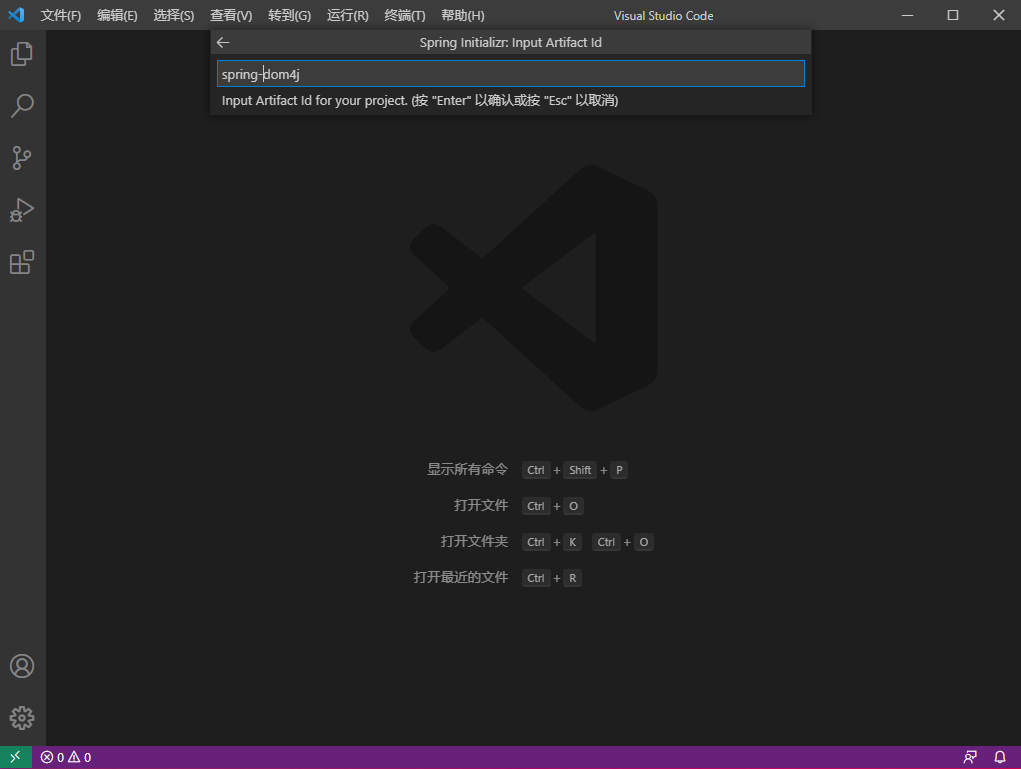 文件(F) 编辑(E) 选择(S) 查看(V) 转到(G) 运行(R) 终端(T) 帮助(H) Visual Studio Code
Spring Initializr: Input Artifact Id
spring-dom4j
Input Artifact Id for your project. (按 "Enter" 以确认或按 "Esc" 以取消)
显示所有命令 Ctrl + Shift + P
打开文件 Ctrl + O
打开文件夹 Ctrl + K Ctrl + O
打开最近的文件 Ctrl + R
0 0